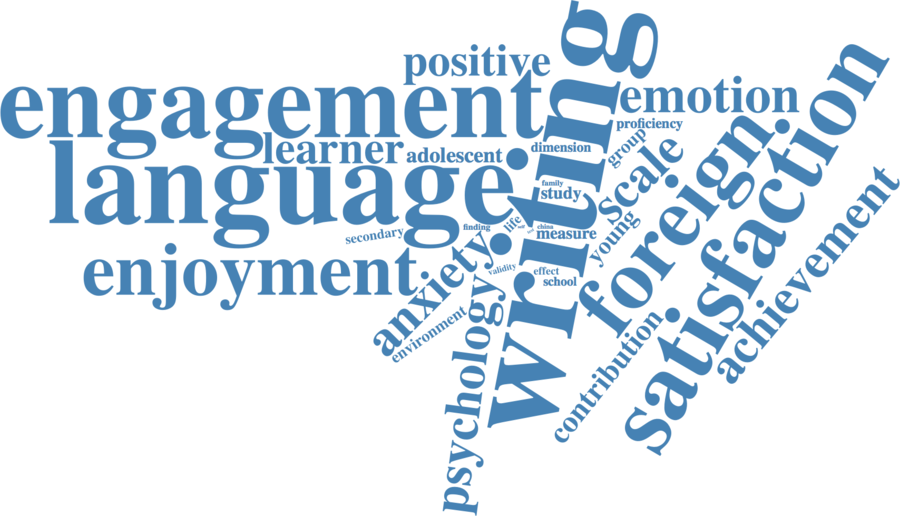 positive
engagement
emotion
proficiency
learner
adolescent
dimension
group
language
writing
scale
family
study
foreign
satisfaction
secondary
finding
life
china
measure
young
enjoyment
anxiety
validity
effect
school
environment
psychology
contribution
achievement